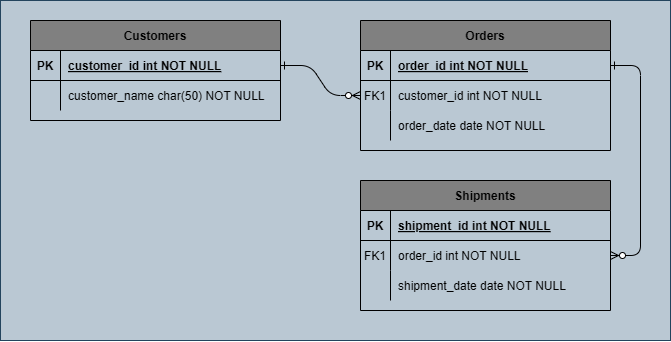 Customers
PK customer_id int NOT NULL
customer_name char(50) NOT NULL
Orders
PK order_id int NOT NULL
FK1 customer_id int NOT NULL
order_date date NOT NULL
Shipments
PK shipment_id int NOT NULL
FK1 order_id int NOT NULL
shipment_date date NOT NULL